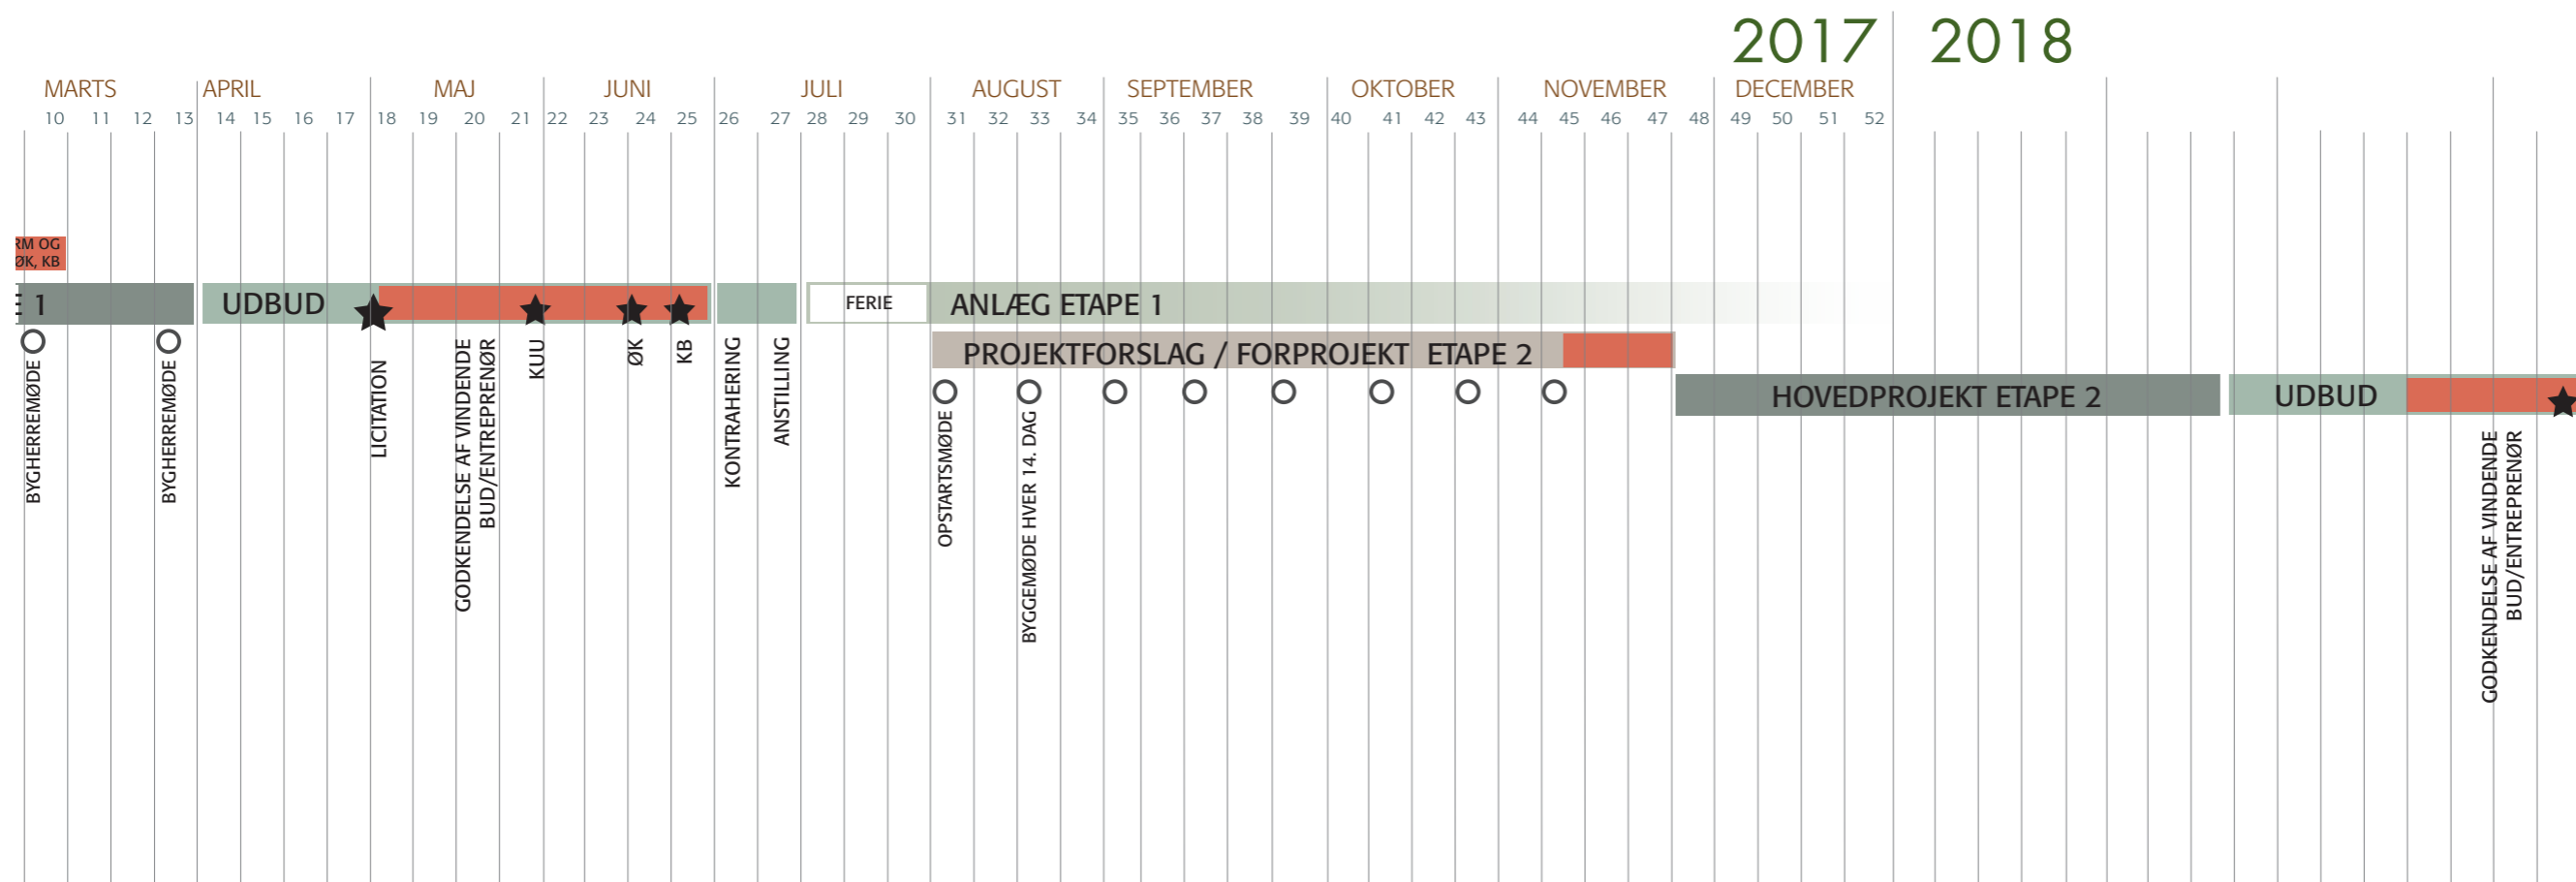 2017 2018
MARTS APRIL MAJ JUNI JULI AUGUST SEPTEMBER OKTOBER NOVEMBER DECEMBER
10 11 12 13 14 15 16 17 18 19 20 21 22 23 24 25 26 27 28 29 30 31 32 33 34 35 36 37 38 39 40 41 42 43 44 45 46 47 48 49 50 51 52
RM OG
ØK, KB
E 1
UDBUD
FERIE
ANLÆG ETAPE 1
PROJEKTFORSLAG / FORPROJEKT ETAPE 2
HOVEDPROJEKT ETAPE 2
UDBUD
BYGHERREMØDE
BYGHERREMØDE
LICITATION
GODKENDELSE AF VINDENDE
BUD/ENTREPRENØR
KUU
ØK
KB
KONTRAHERING
ANSTILLING
OPSTARTSMØDE
BYGGEMØDE HVER 14. DAG
GODKENDELSE AF VINDENDE
BUD/ENTREPRENØR